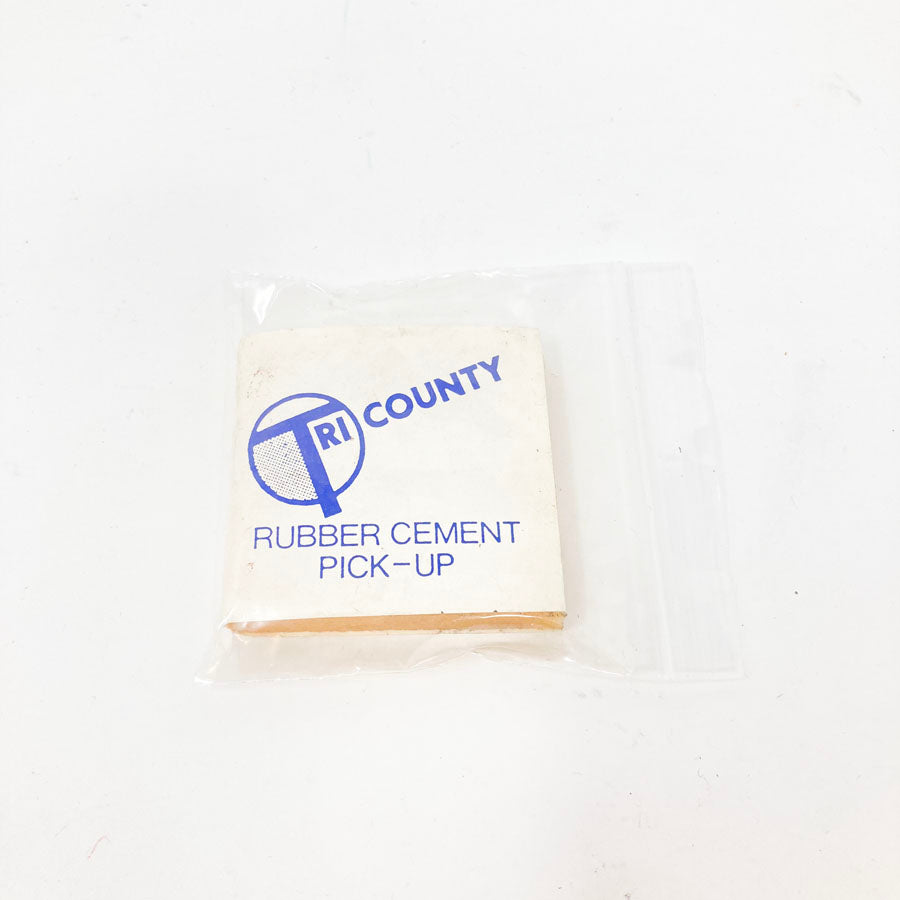 TRI COUNTY
RUBBER CEMENT
PICK-UP